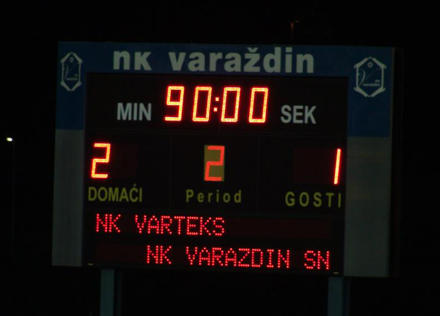 nk varaždin
MIN 90:00 SEK
2 2 1
DOMAĆI Period GOSTI
NK VARTEKS
NK VARAZDIN SN